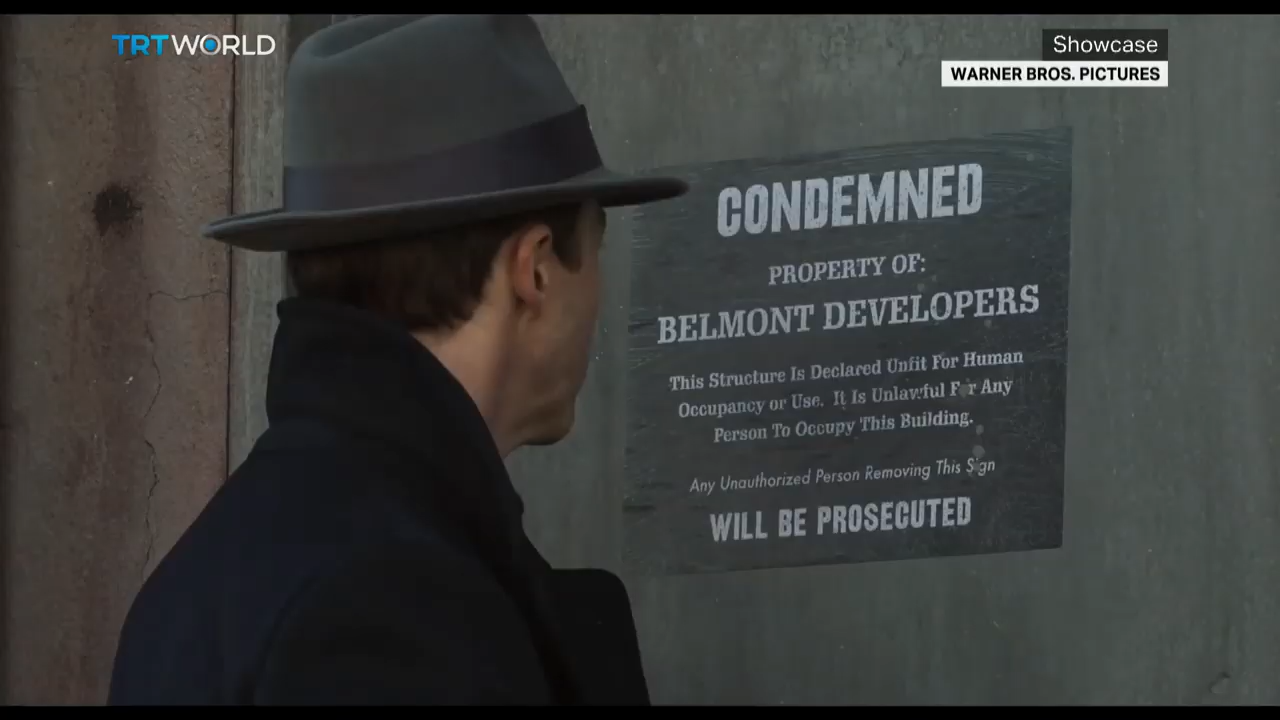 TRT WORLD
Showcase
WARNER BROS. PICTURES
CONDEMNED
PROPERTY OF:
BELMONT DEVELOPERS
This Structure Is Declared Unfit For Human
Occupancy or Use. It Is Unlawful For Any
Person To Occupy This Building.
Any Unauthorized Person Removing This Sign
WILL BE PROSECUTED